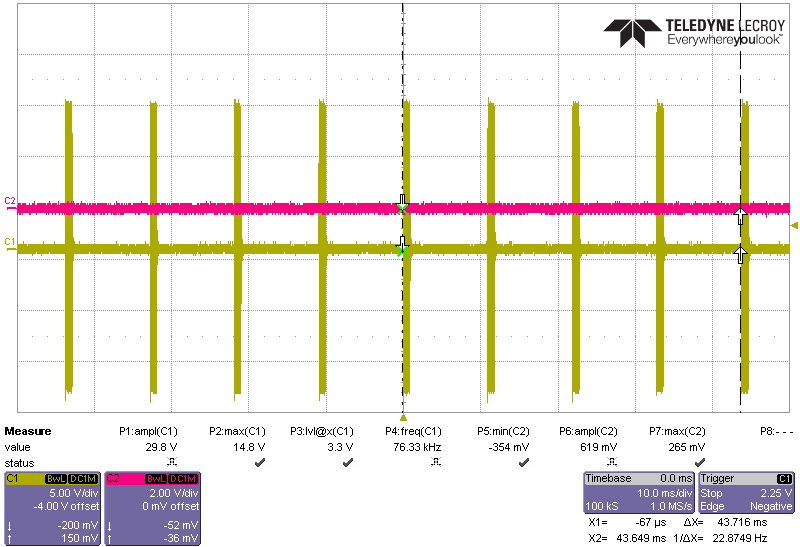 TELEDYNE LECROY
Everywhereyoulook™
C2
C1
Measure P1:ampl(C1) P2:max(C1) P3:lvl@x(C1) P4:freq(C1) P5:min(C2) P6:ampl(C2) P7:max(C2) P8:- - -
value 29.8 V 14.8 V 3.3 V 76.33 kHz -354 mV 619 mV 265 mV
status
C1 BwL DC1M
5.00 V/div
-4.00 V offset
-200 mV
150 mV
C2 BwL DC1M
2.00 V/div
0 mV offset
-52 mV
-36 mV
Timebase 0.0 ms
10.0 ms/div
100 kS 1.0 MS/s
Trigger C1
Stop 2.25 V
Edge Negative
X1= -67 µs ΔX= 43.716 ms
X2= 43.649 ms 1/ΔX= 22.8749 Hz